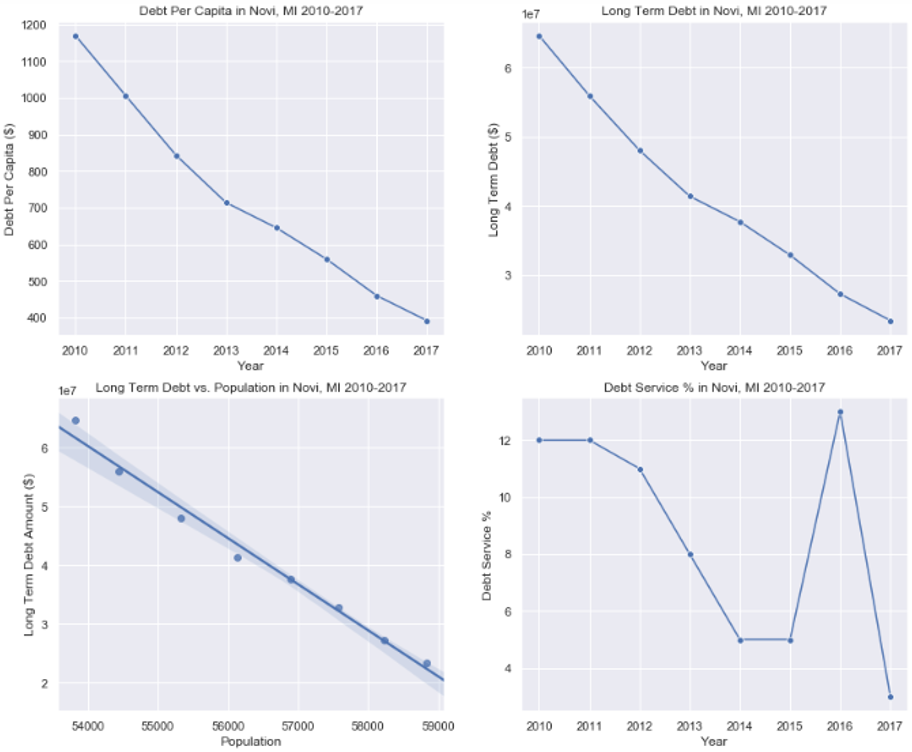 Debt Per Capita in Novi, MI 2010-2017
1200
1100
1000
900
800
700
600
500
400
Debt Per Capita ($)
2010 2011 2012 2013 2014 2015 2016 2017
Year
Long Term Debt in Novi, MI 2010-2017
1e7
6
5
4
3
Long Term Debt ($)
2010 2011 2012 2013 2014 2015 2016 2017
Year
Long Term Debt vs. Population in Novi, MI 2010-2017
1e7
6
5
4
3
2
Long Term Debt Amount ($)
54000 55000 56000 57000 58000 59000
Population
Debt Service % in Novi, MI 2010-2017
12
10
8
6
4
Debt Service %
2010 2011 2012 2013 2014 2015 2016 2017
Year